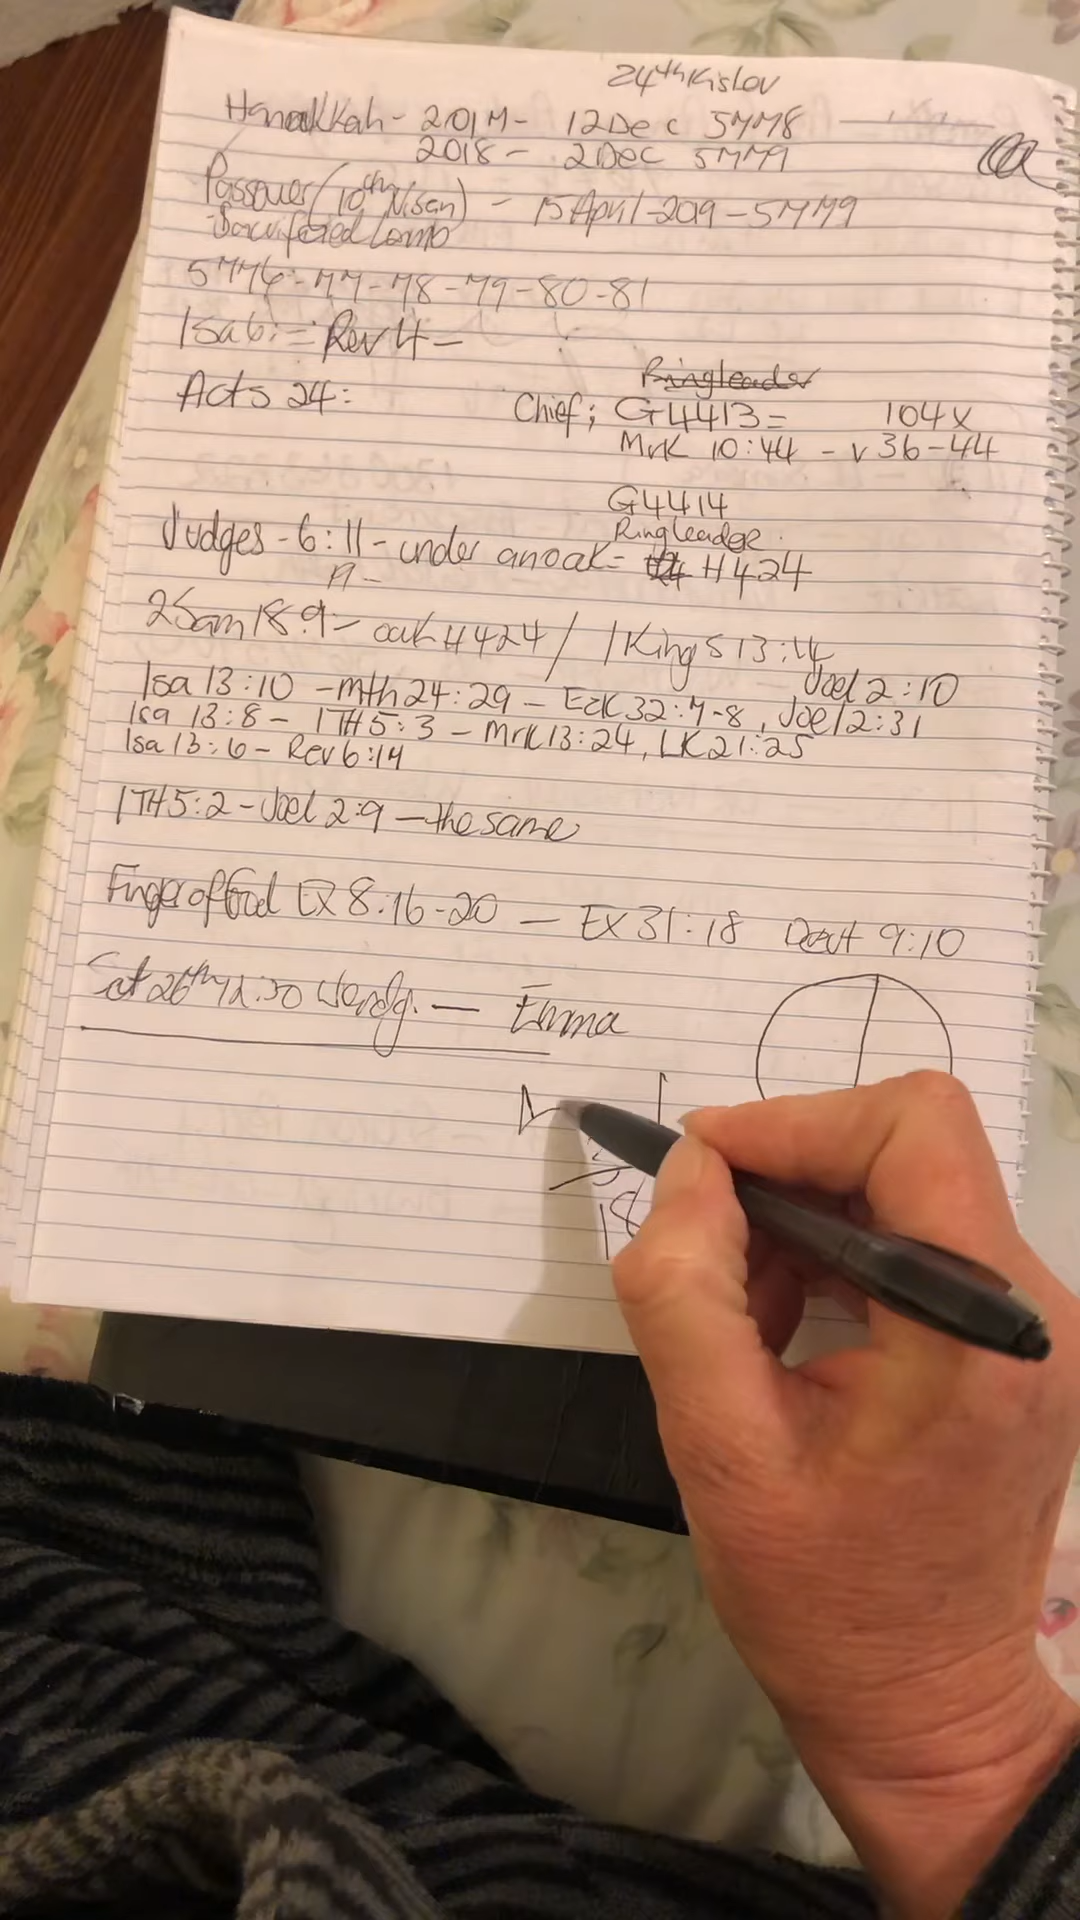 24th Kislov
Hanakkah - 2017 - 12 Dec 5778
2018 - 2 Dec 5779
Passover (10th Nisan) - 15 April - 2019 - 5779
- Sacrificed Lamb
5776 - 77 - 78 - 79 - 80 - 81
Isa 6: = Rev 4 -
Ringleader
Acts 24:
Chief; G4413 = 104x
Mrk 10:44 - v 36-44
G4414
Ringleader
Judges - 6:11 - under an oak = H424
19 -
2Sam 18:9 - oak H424 / 1Kings 13:14
Isa 13:10 - mth 24:29 - Ezk 32:7-8, Joel 2:10
Isa 13:8 - 1TH 5:3 - Mrk 13:24, LK 21:25 Joel 2:31
Isa 13:6 - Rev 6:14
1TH 5:2 - Joel 2:9 - the same
Finger of God EX 8:16-20 - EX 31:18 Deut 9:10
Sat 26th 12.30 - Emma
18